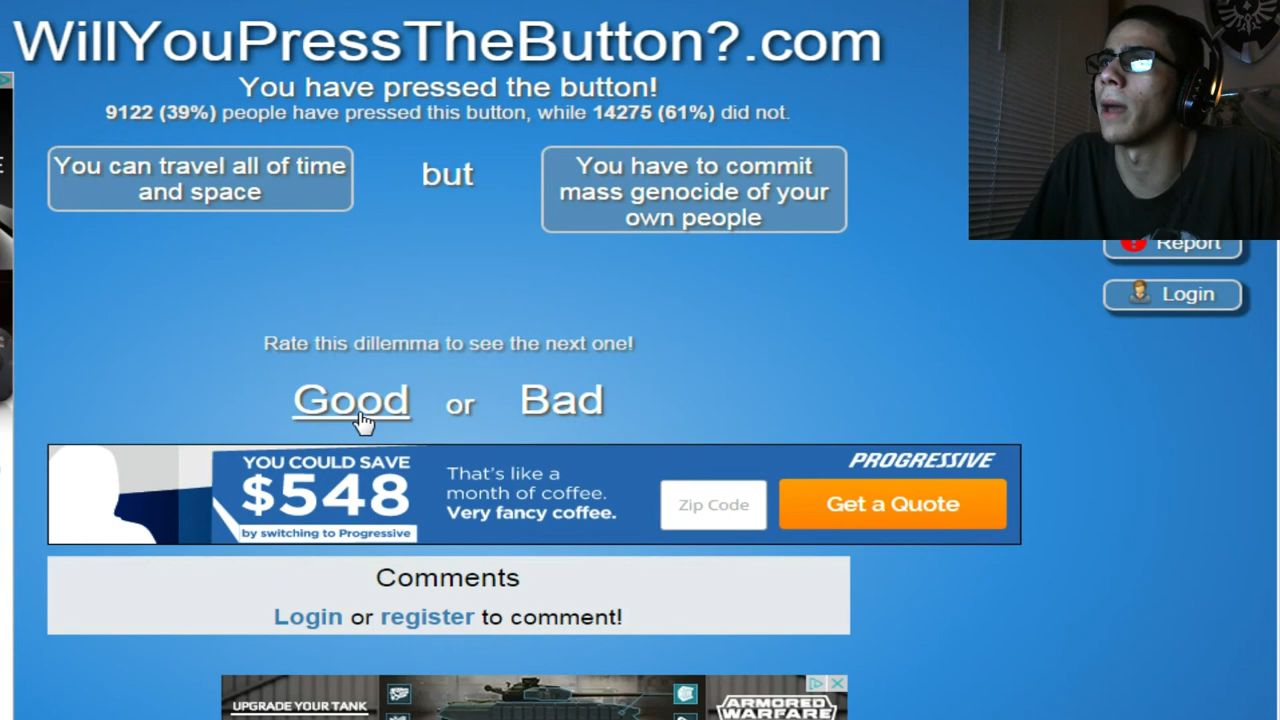 WillYouPressTheButton?.com
You have pressed the button!
9122 (39%) people have pressed this button, while 14275 (61%) did not.
You can travel all of time
and space
but
You have to commit
mass genocide of your
own people
Report
Login
Rate this dillemma to see the next one!
Good or Bad
YOU COULD SAVE
$548
by switching to Progressive
That's like a
month of coffee.
Very fancy coffee.
PROGRESSIVE
Zip Code
Get a Quote
Comments
Login or register to comment!
UPGRADE YOUR TANK
ARMORED
WARFARE